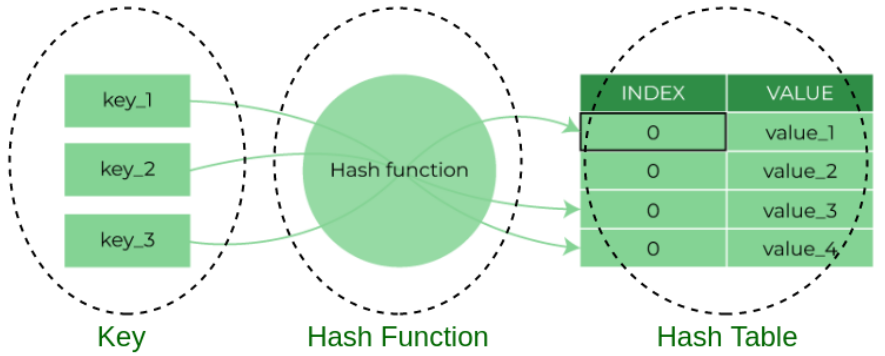 key_1
key_2
key_3
Hash function
INDEX VALUE
0 value_1
0 value_2
0 value_3
0 value_4
Key
Hash Function
Hash Table